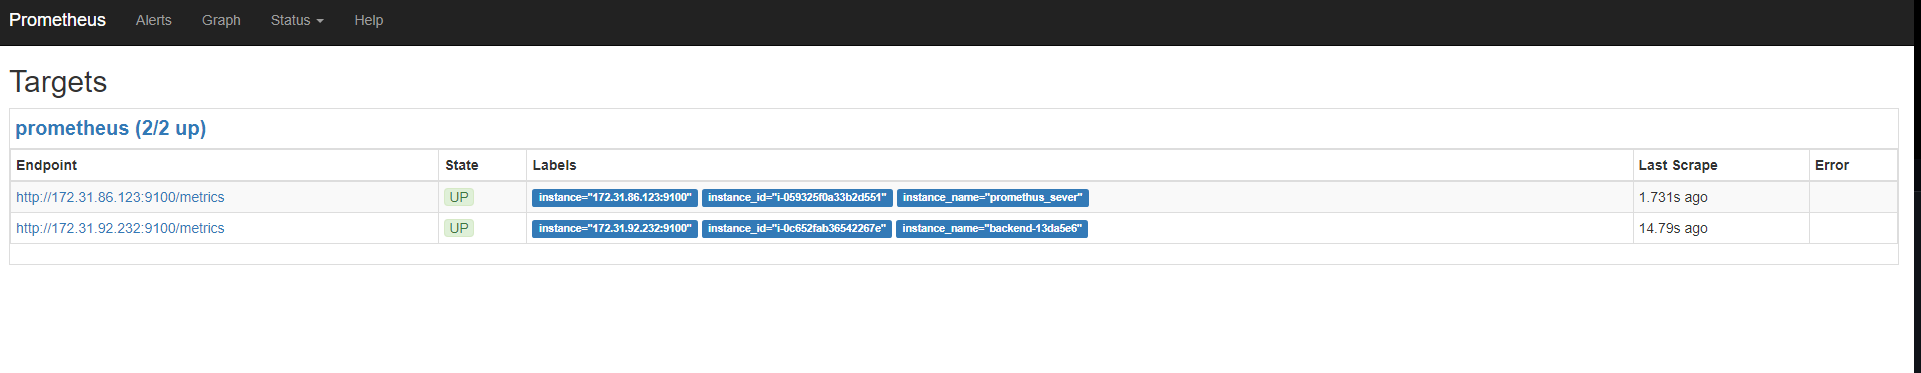 Prometheus Alerts Graph Status Help
Targets
prometheus (2/2 up)
Endpoint State Labels Last Scrape Error
http://172.31.86.123:9100/metrics UP instance="172.31.86.123:9100" instance_id="i-059325f0a33b2d551" instance_name="promethus_sever" 1.731s ago
http://172.31.92.232:9100/metrics UP instance="172.31.92.232:9100" instance_id="i-0c652fab36542267e" instance_name="backend-13da5e6" 14.79s ago